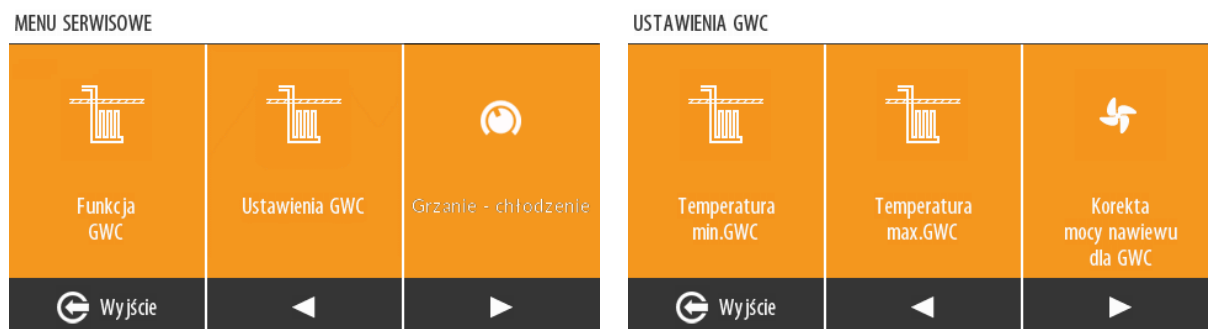 MENU SERWISOWE
Funkcja
GWC
Ustawienia GWC
Grzanie - chłodzenie
Wyjście
USTAWIENIA GWC
Temperatura
min.GWC
Temperatura
max.GWC
Korekta
mocy nawiewu
dla GWC
Wyjście